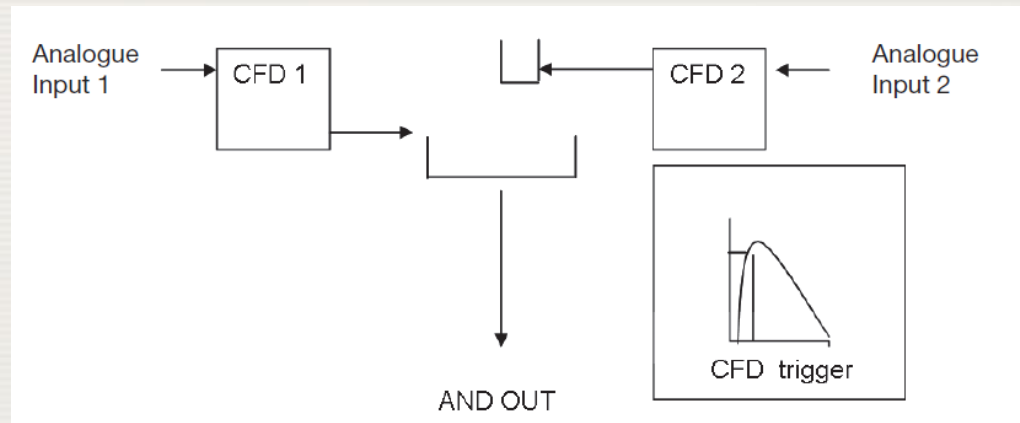 Analogue
Input 1
CFD 1
CFD 2
Analogue
Input 2
CFD trigger
AND OUT